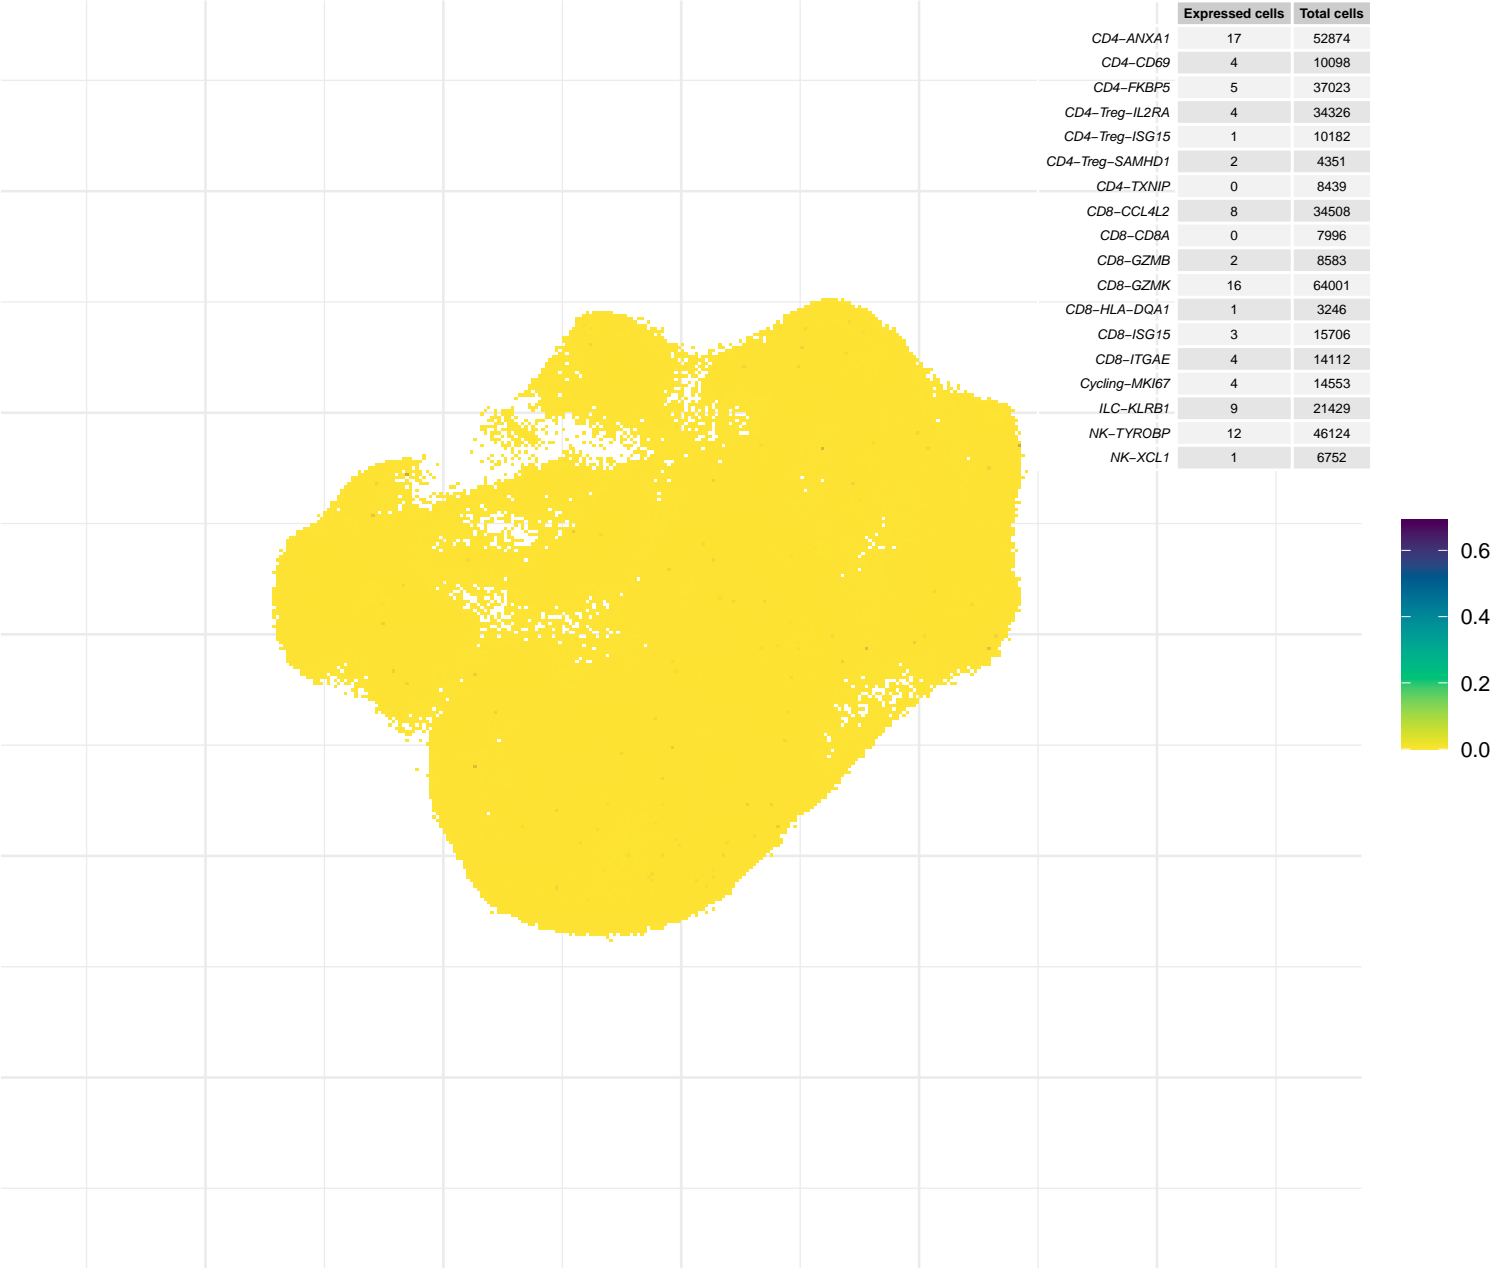 Expressed cells Total cells
CD4−ANXA1 17 52874
CD4−CD69 4 10098
CD4−FKBP5 5 37023
CD4−Treg−IL2RA 4 34326
CD4−Treg−ISG15 1 10182
CD4−Treg−SAMHD1 2 4351
CD4−TXNIP 0 8439
CD8−CCL4L2 8 34508
CD8−CD8A 0 7996
CD8−GZMB 2 8583
CD8−GZMK 16 64001
CD8−HLA−DQA1 1 3246
CD8−ISG15 3 15706
CD8−ITGAE 4 14112
Cycling−MKI67 4 14553
ILC−KLRB1 9 21429
NK−TYROBP 12 46124
NK−XCL1 1 6752
0.6
0.4
0.2
0.0